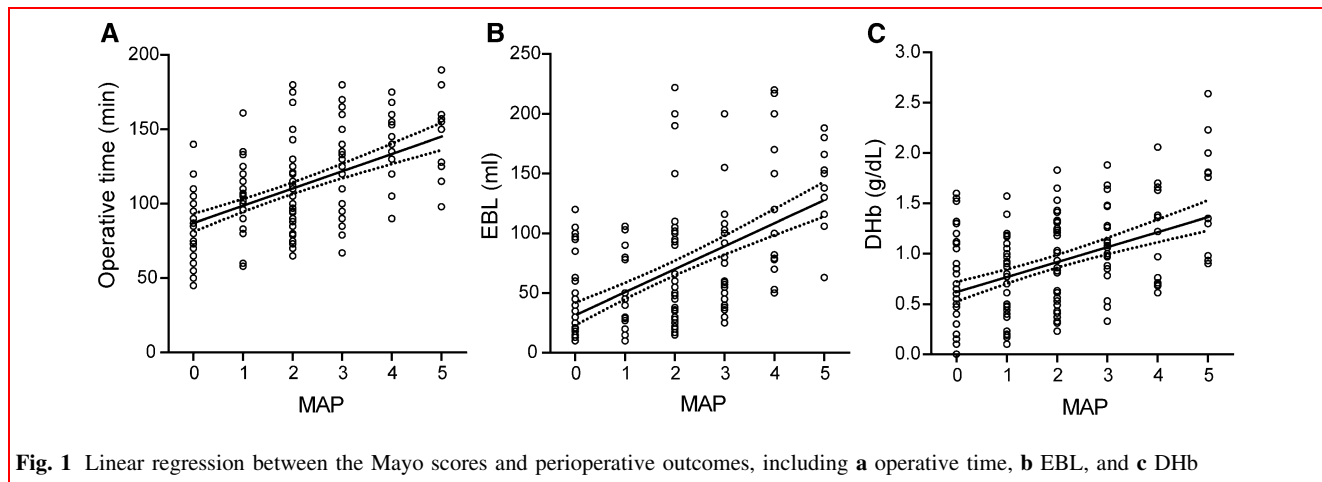 A
B
C
200
150
100
50
0
Operative time (min)
0 1 2 3 4 5
MAP
250
200
150
100
50
0
EBL (ml)
0 1 2 3 4 5
MAP
3.0
2.5
2.0
1.5
1.0
0.5
0.0
DHb (g/dL)
0 1 2 3 4 5
MAP
Fig. 1 Linear regression between the Mayo scores and perioperative outcomes, including a operative time, b EBL, and c DHb